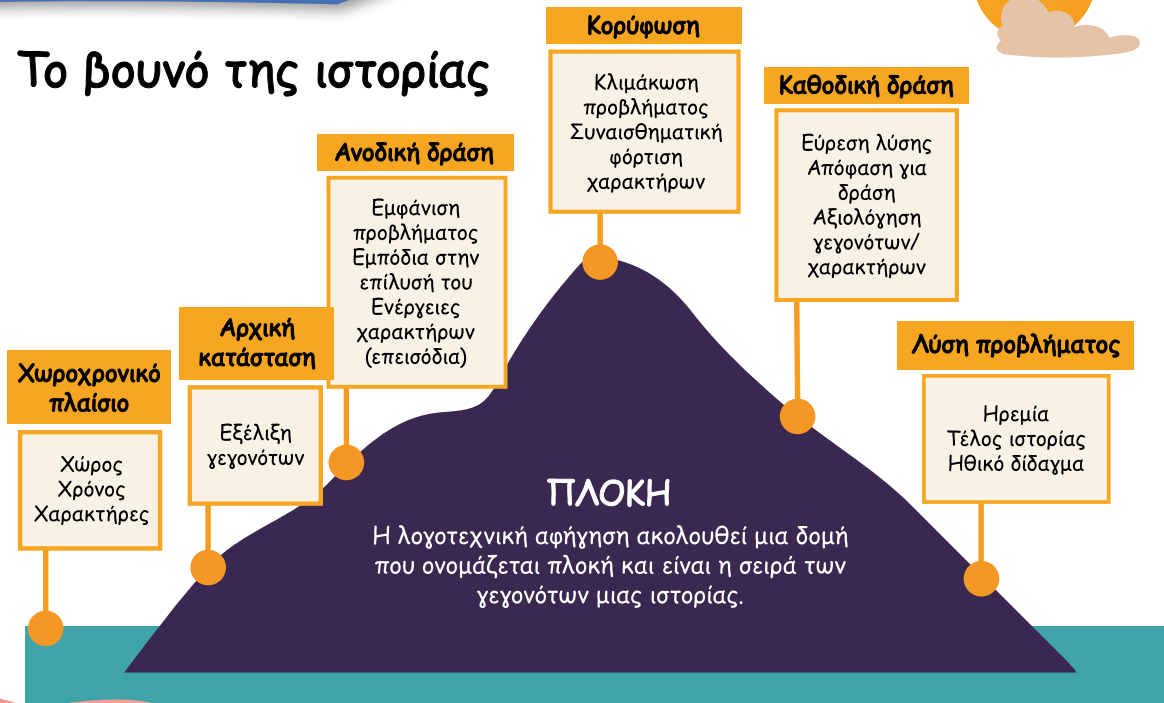 Το βουνό της ιστορίας
Χωροχρονικό
πλαίσιο
Χώρος
Χρόνος
Χαρακτήρες
Αρχική
κατάσταση
Εξέλιξη
γεγονότων
Ανοδική δράση
Εμφάνιση
προβλήματος
Εμπόδια στην
επίλυσή του
Ενέργειες
χαρακτήρων
(επεισόδια)
Κορύφωση
Κλιμάκωση
προβλήματος
Συναισθηματική
φόρτιση
χαρακτήρων
Καθοδική δράση
Εύρεση λύσης
Απόφαση για
δράση
Αξιολόγηση
γεγονότων/
χαρακτήρων
Λύση προβλήματος
Ηρεμία
Τέλος ιστορίας
Ηθικό δίδαγμα
ΠΛΟΚΗ
Η λογοτεχνική αφήγηση ακολουθεί μια δομή
που ονομάζεται πλοκή και είναι η σειρά των
γεγονότων μιας ιστορίας.